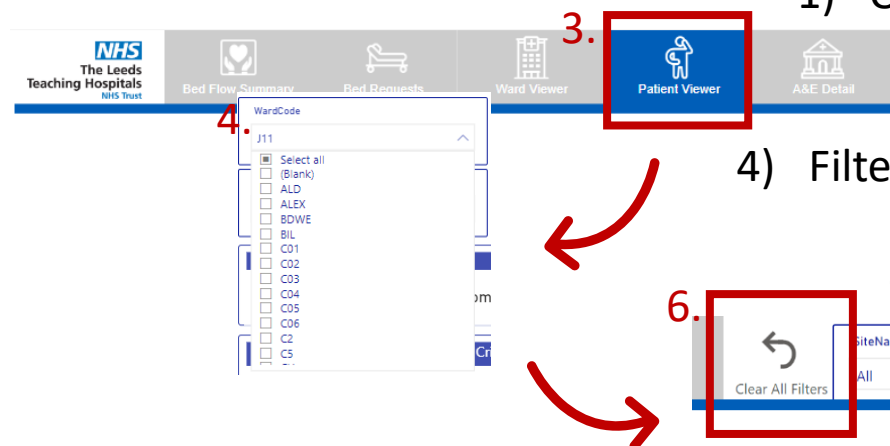 1)
3.
NHS
The Leeds
Teaching Hospitals
NHS Trust
Bed Flow Summary
Bed Requests
Ward Viewer
Patient Viewer
A&E Detail
4.
WardCode
J11
Select all
(Blank)
ALD
ALEX
BDWE
BIL
C01
C02
C03
C04
C05
C06
C2
C5
om
Cri
4) Filte
6.
Clear All Filters
SiteNa
All